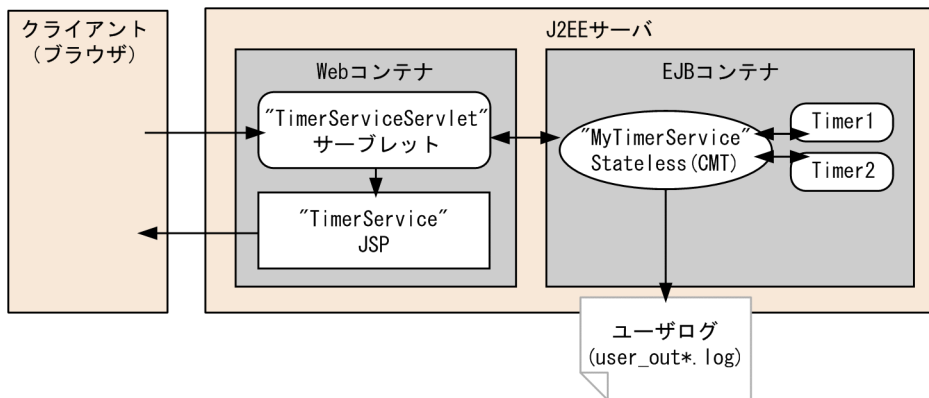 クライアント
(ブラウザ)
J2EEサーバ
Webコンテナ
"TimerServiceServlet"
サーブレット
"TimerService"
JSP
EJBコンテナ
"MyTimerService"
Stateless(CMT)
Timer1
Timer2
ユーザログ
(user_out*.log)